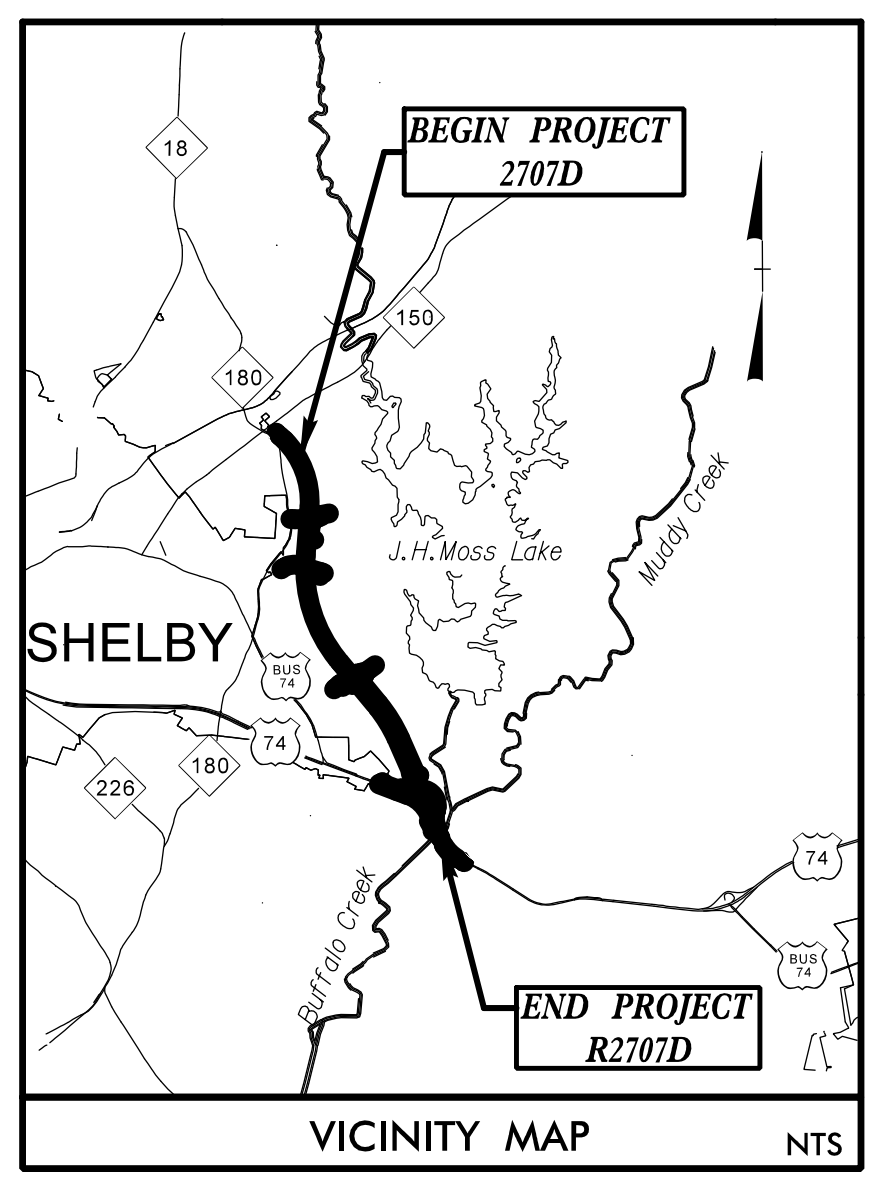 BEGIN PROJECT
2707D
18
150
180
J.H.Moss Lake
Muddy Creek
SHELBY
BUS
74
74
180
226
74
Buffalo Creek
BUS
74
END PROJECT
R2707D
VICINITY MAP
NTS